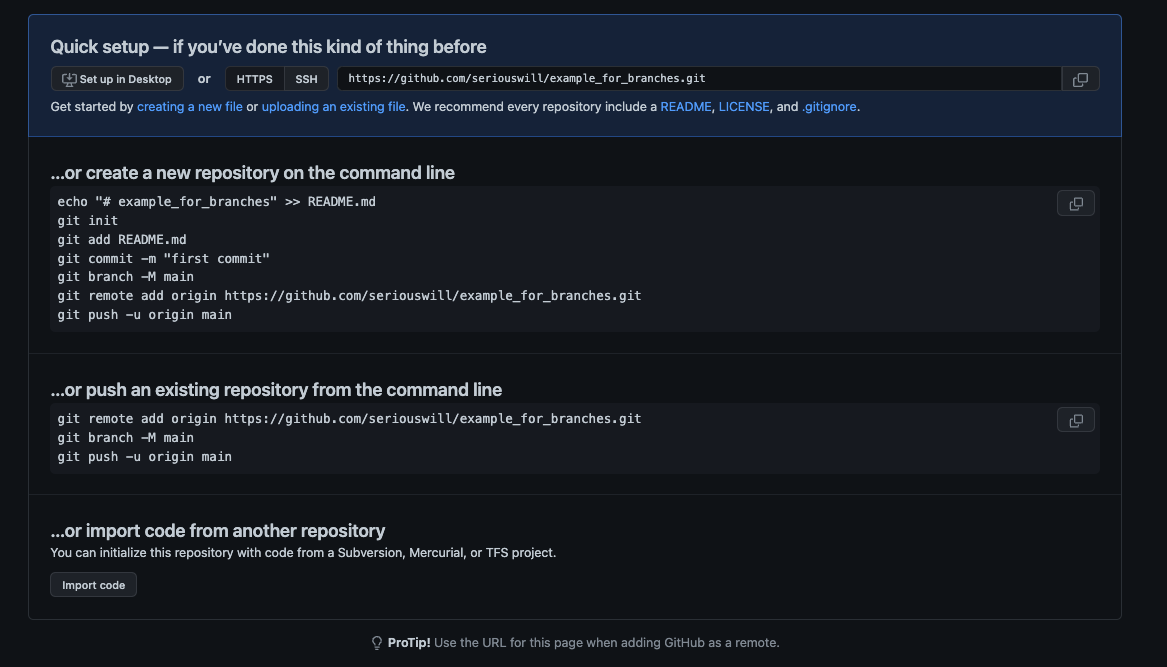 Quick setup — if you’ve done this kind of thing before
Set up in Desktop or HTTPS SSH https://github.com/seriouswill/example_for_branches.git
Get started by creating a new file or uploading an existing file. We recommend every repository include a README, LICENSE, and .gitignore.
…or create a new repository on the command line
echo "# example_for_branches" >> README.md
git init
git add README.md
git commit -m "first commit"
git branch -M main
git remote add origin https://github.com/seriouswill/example_for_branches.git
git push -u origin main
…or push an existing repository from the command line
git remote add origin https://github.com/seriouswill/example_for_branches.git
git branch -M main
git push -u origin main
…or import code from another repository
You can initialize this repository with code from a Subversion, Mercurial, or TFS project.
Import code
ProTip! Use the URL for this page when adding GitHub as a remote.